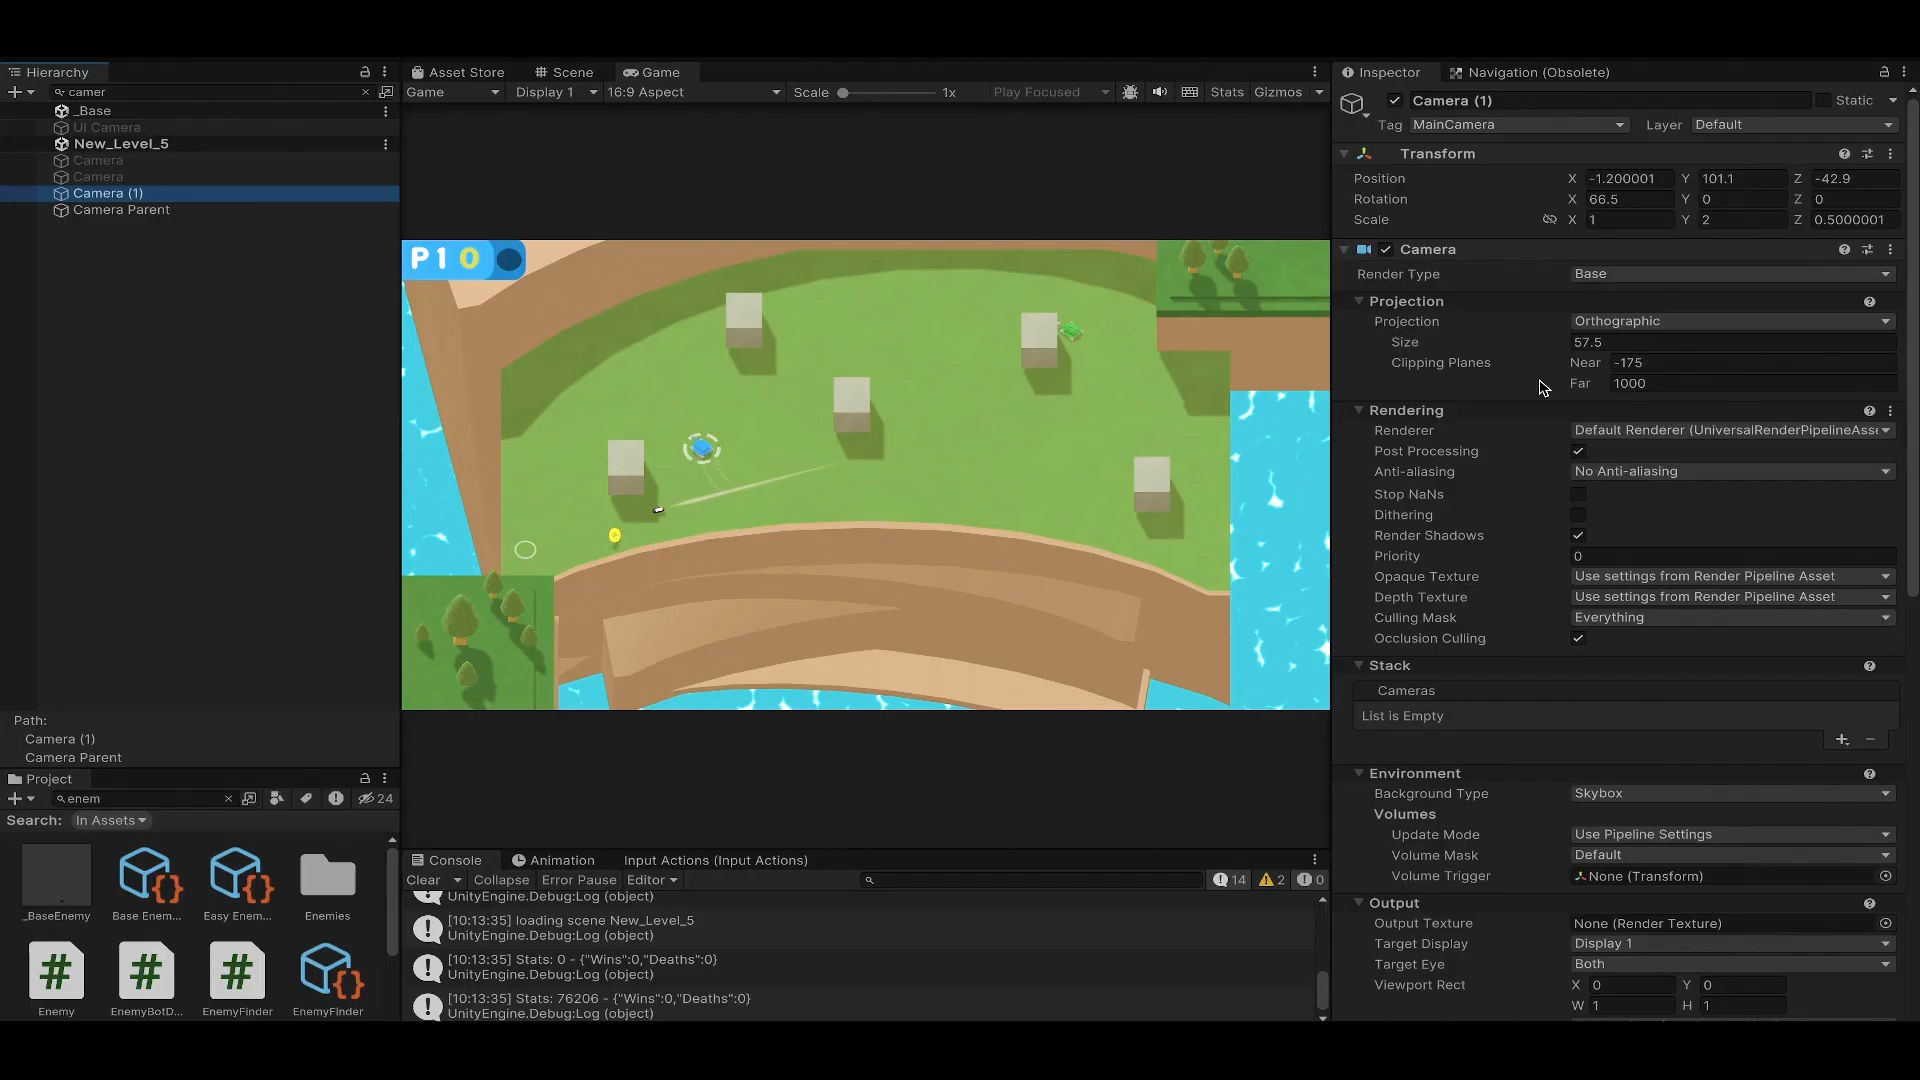 Hierarchy
camer
_Base
UI Camera
New_Level_5
Camera
Camera
Camera (1)
Camera Parent
Path:
Camera (1)
Camera Parent
Project
enem
24
Search: In Assets
_BaseEnemy
Base Enem...
Easy Enem...
Enemies
Enemy
EnemyBotD...
EnemyFinder
EnemyFinder
Asset Store
Scene
Game
Game
Display 1
16:9 Aspect
Scale 1x
Play Focused
Stats
Gizmos
P1 0
Console
Animation
Input Actions (Input Actions)
Clear
Collapse
Error Pause
Editor
14
2
0
UnityEngine.Debug:Log (object)
[10:13:35] loading scene New_Level_5
UnityEngine.Debug:Log (object)
[10:13:35] Stats: 0 - {"Wins":0,"Deaths":0}
UnityEngine.Debug:Log (object)
[10:13:35] Stats: 76206 - {"Wins":0,"Deaths":0}
UnityEngine.Debug:Log (object)
Inspector
Navigation (Obsolete)
Camera (1)
Static
Tag MainCamera Layer Default
Transform
Position X -1.200001 Y 101.1 Z -42.9
Rotation X 66.5 Y 0 Z 0
Scale X 1 Y 2 Z 0.5000001
Camera
Render Type Base
Projection
Projection Orthographic
Size 57.5
Clipping Planes Near -175
Far 1000
Rendering
Renderer Default Renderer (UniversalRenderPipelineAsse
Post Processing
Anti-aliasing No Anti-aliasing
Stop NaNs
Dithering
Render Shadows
Priority 0
Opaque Texture Use settings from Render Pipeline Asset
Depth Texture Use settings from Render Pipeline Asset
Culling Mask Everything
Occlusion Culling
Stack
Cameras
List is Empty
Environment
Background Type Skybox
Volumes
Update Mode Use Pipeline Settings
Volume Mask Default
Volume Trigger None (Transform)
Output
Output Texture None (Render Texture)
Target Display Display 1
Target Eye Both
Viewport Rect X 0 Y 0
W 1 H 1